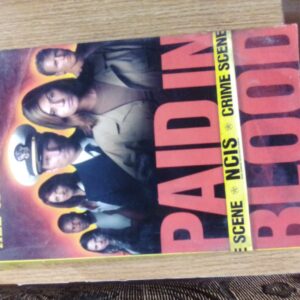 PAID IN
E SCENE * NCIS * CRIME SCENE
BLOOD